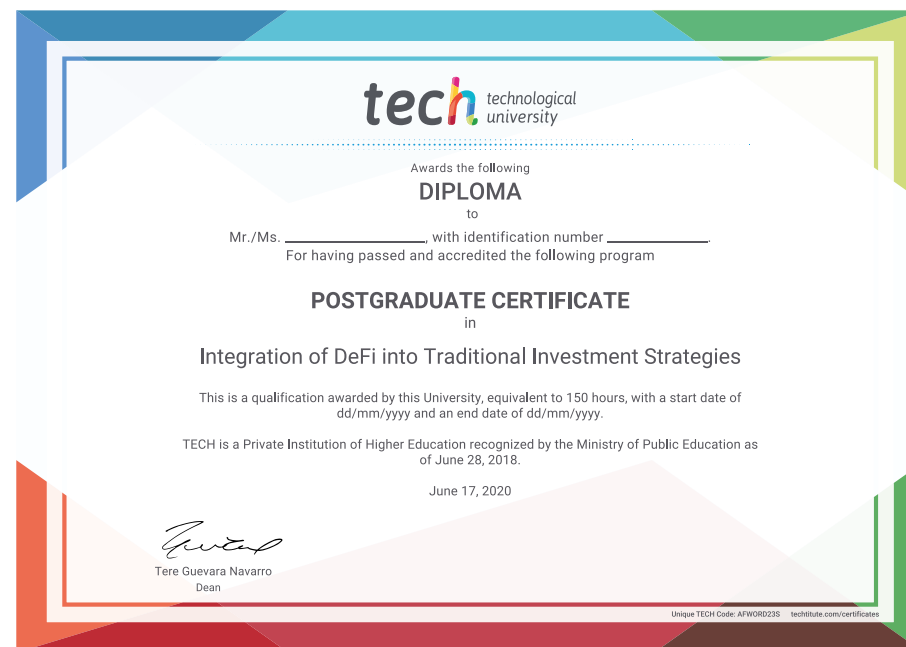 tech technological
university
Awards the following
DIPLOMA
to
Mr./Ms. ____________________, with identification number ______________.
For having passed and accredited the following program
POSTGRADUATE CERTIFICATE
in
Integration of DeFi into Traditional Investment Strategies
This is a qualification awarded by this University, equivalent to 150 hours, with a start date of
dd/mm/yyyy and an end date of dd/mm/yyyy.
TECH is a Private Institution of Higher Education recognized by the Ministry of Public Education as
of June 28, 2018.
June 17, 2020
Tere Guevara Navarro
Dean
Unique TECH Code: AFWORD23S techtitute.com/certificates